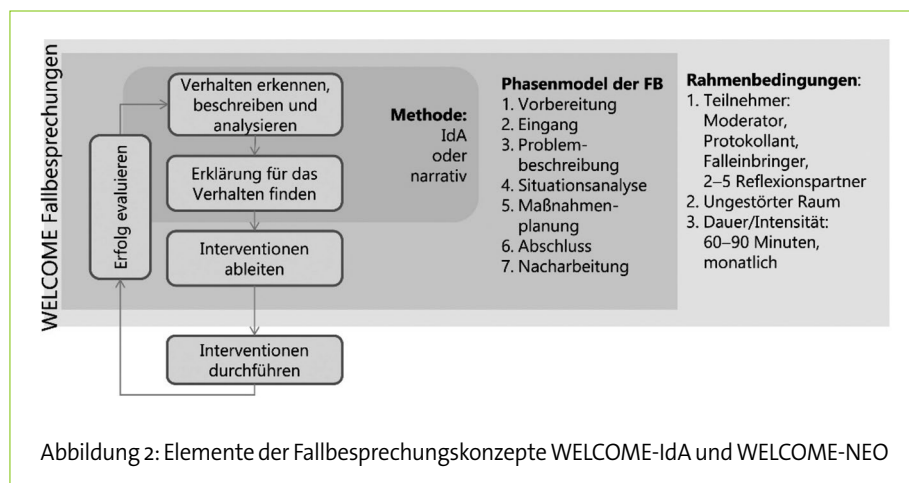 WELCOME Fallbesprechungen
Erfolg evaluieren
Verhalten erkennen,
beschreiben und
analysieren
Erklärung für das
Verhalten finden
Interventionen
ableiten
Interventionen
durchführen
Methode:
IdA
oder
narrativ
Phasenmodel der FB
1. Vorbereitung
2. Eingang
3. Problem-
beschreibung
4. Situationsanalyse
5. Maßnahmen-
planung
6. Abschluss
7. Nacharbeitung
Rahmenbedingungen:
1. Teilnehmer:
Moderator,
Protokollant,
Falleinbringer,
2–5 Reflexionspartner
2. Ungestörter Raum
3. Dauer/Intensität:
60–90 Minuten,
monatlich
Abbildung 2: Elemente der Fallbesprechungskonzepte WELCOME-IdA und WELCOME-NEO